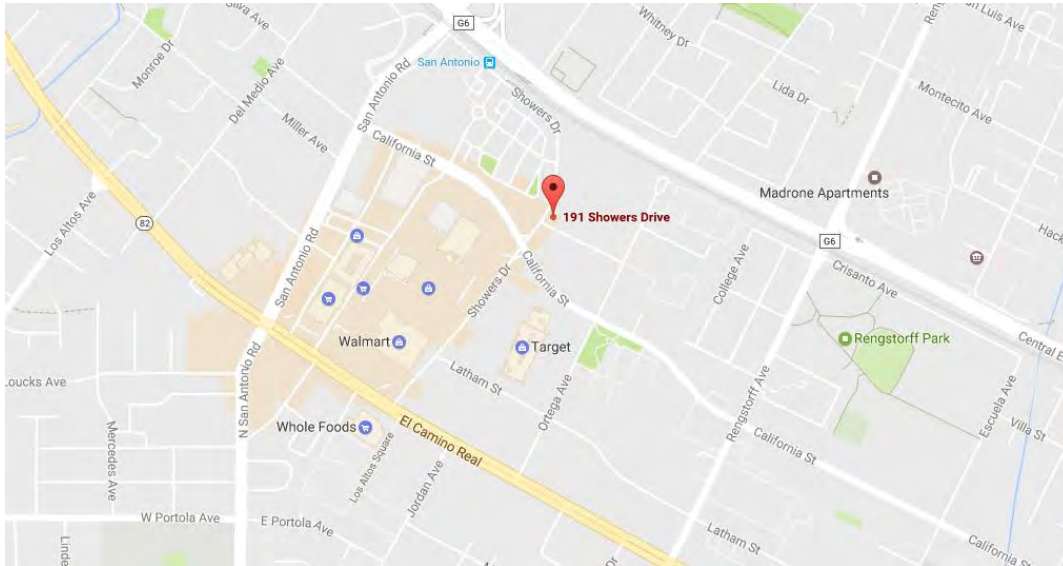 Silva Ave
G6
San Luis Ave
Monroe Dr
Whitney Dr
San Antonio
Del Medio Ave
San Antonio Rd
Showers Dr
Lida Dr
Montecito Ave
Miller Ave
California St
Madrone Apartments
191 Showers Drive
Los Altos Ave
82
G6
San Antonio Rd
Showers Dr
California St
College Ave
Crisanto Ave
Walmart
Target
Rengstorff Park
Latham St
Loucks Ave
N San Antonio Rd
Ortega Ave
Rengstorff Ave
Escuela Ave
Villa St
Mercedes Ave
Whole Foods
El Camino Real
Los Altos Square
Jordan Ave
California St
W Portola Ave
E Portola Ave
Latham St
California St